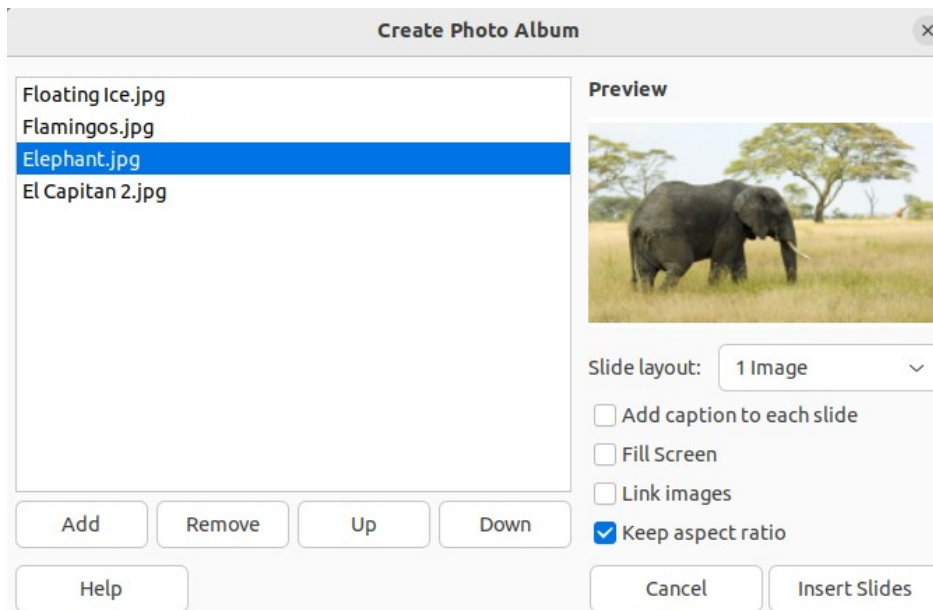 Create Photo Album
Floating Ice.jpg
Flamingos.jpg
Elephant.jpg
El Capitan 2.jpg
Add Remove Up Down
Help
Preview
Slide layout: 1 Image
Add caption to each slide
Fill Screen
Link images
Keep aspect ratio
Cancel Insert Slides